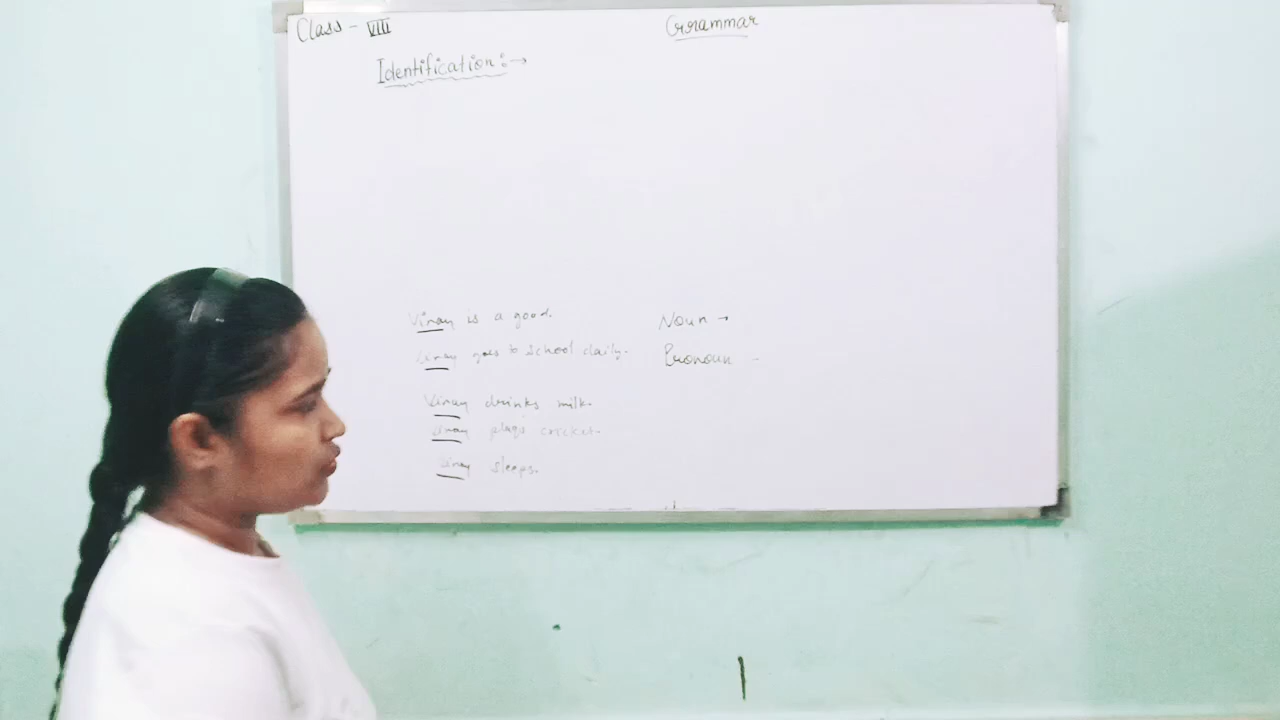 Class - VIII
Grammar
Identification :→
Vinay is a good.
Vinay goes to school daily.
Vinay drinks milk.
Vinay plays cricket.
Vinay sleeps.
Noun →
Pronoun -